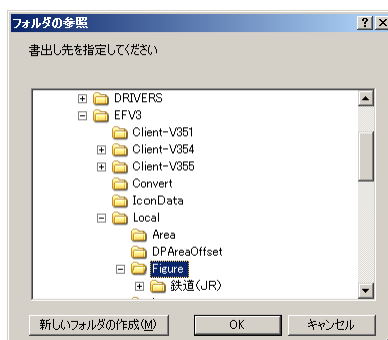 フォルダの参照
書出し先を指定してください
DRIVERS
EFV3
Client-V351
Client-V354
Client-V355
Convert
IconData
Local
Area
DPAreaOffset
Figure
鉄道(JR)
新しいフォルダの作成(M)
OK
キャンセル